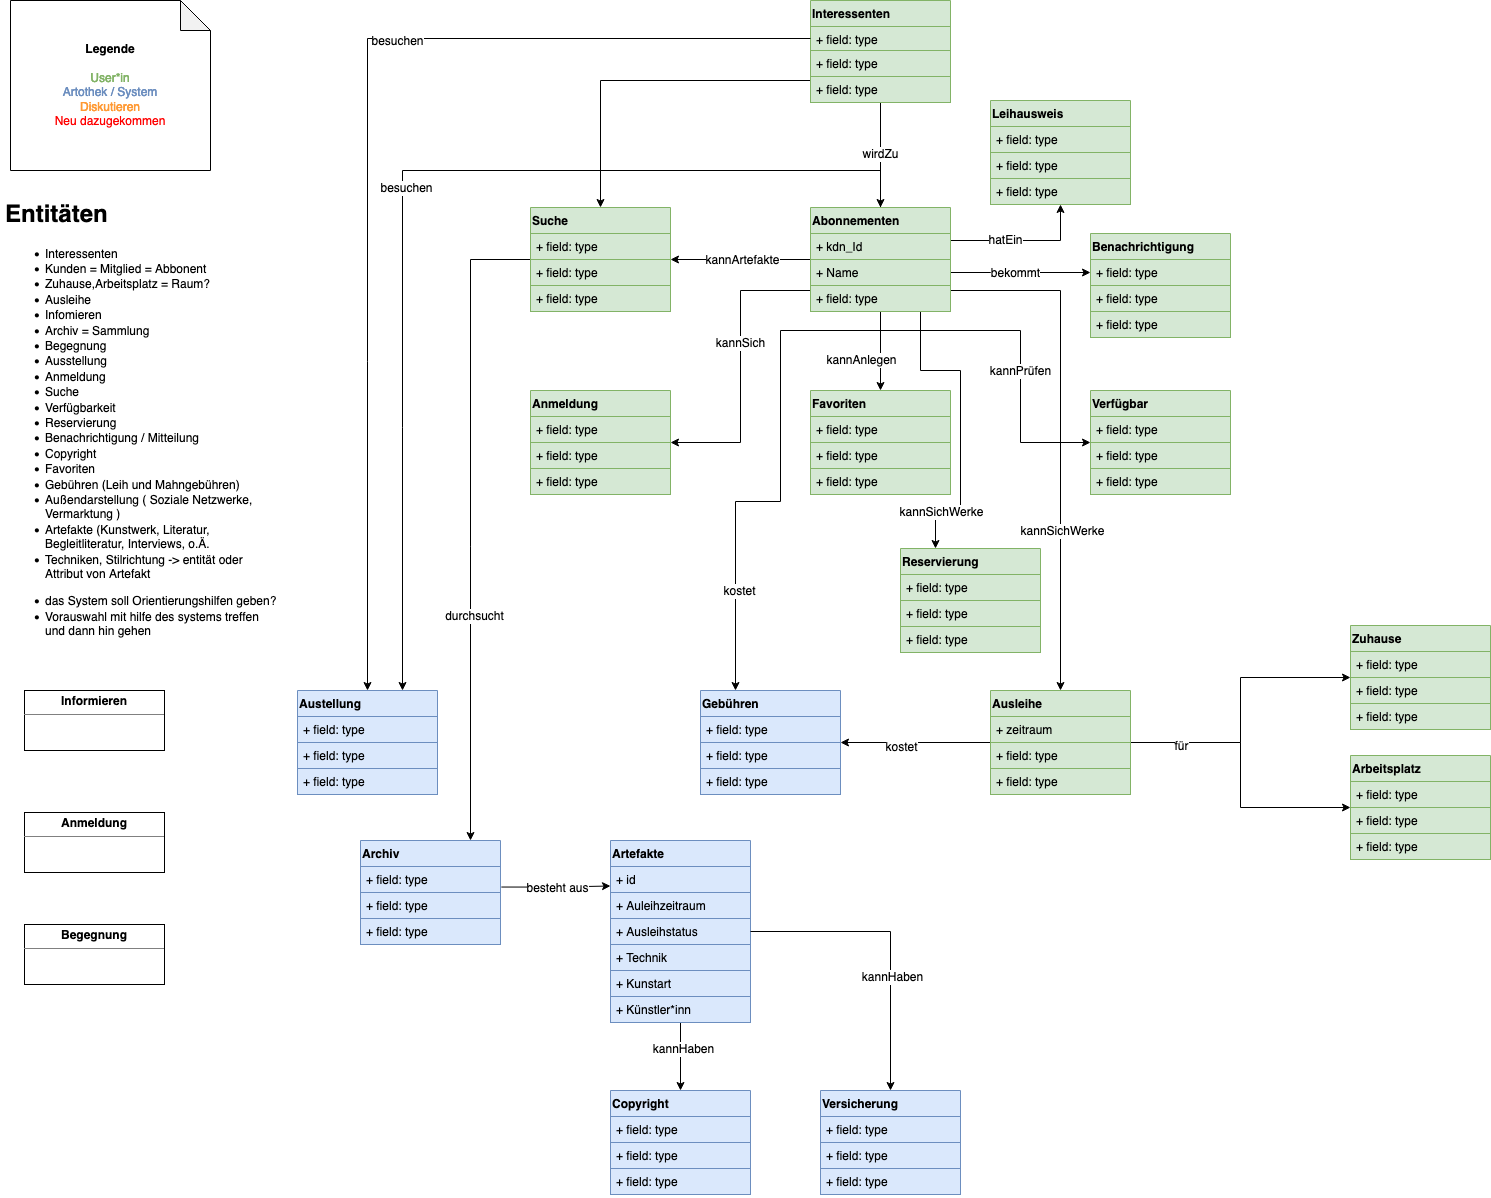 Legende
User*in
Artothek / System
Diskutieren
Neu dazugekommen
Entitäten
Interessenten
Kunden = Mitglied = Abbonent
Zuhause,Arbeitsplatz = Raum?
Ausleihe
Infomieren
Archiv = Sammlung
Begegnung
Ausstellung
Anmeldung
Suche
Verfügbarkeit
Reservierung
Benachrichtigung / Mitteilung
Copyright
Favoriten
Gebühren (Leih und Mahngebühren)
Außendarstellung ( Soziale Netzwerke,
Vermarktung )
Artefakte (Kunstwerk, Literatur,
Begleitliteratur, Interviews, o.Ä.
Techniken, Stilrichtung -> entität oder
Attribut von Artefakt
das System soll Orientierungshilfen geben?
Vorauswahl mit hilfe des systems treffen
und dann hin gehen
Informieren
Anmeldung
Begegnung
Interessenten
+ field: type
+ field: type
+ field: type
besuchen
wirdZu
besuchen
Leihausweis
+ field: type
+ field: type
+ field: type
Suche
+ field: type
+ field: type
+ field: type
kannArtefakte
Abonnementen
+ kdn_Id
+ Name
+ field: type
hatEin
bekommt
Benachrichtigung
+ field: type
+ field: type
+ field: type
kannSich
kannAnlegen
kannPrüfen
Anmeldung
+ field: type
+ field: type
+ field: type
Favoriten
+ field: type
+ field: type
+ field: type
Verfügbar
+ field: type
+ field: type
+ field: type
kannSichWerke
kannSichWerke
Reservierung
+ field: type
+ field: type
+ field: type
kostet
durchsucht
Austellung
+ field: type
+ field: type
+ field: type
Gebühren
+ field: type
+ field: type
+ field: type
kostet
Ausleihe
+ zeitraum
+ field: type
+ field: type
für
Zuhause
+ field: type
+ field: type
+ field: type
Arbeitsplatz
+ field: type
+ field: type
+ field: type
Archiv
+ field: type
+ field: type
+ field: type
besteht aus
Artefakte
+ id
+ Auleihzeitraum
+ Ausleihstatus
+ Technik
+ Kunstart
+ Künstler*inn
kannHaben
kannHaben
Copyright
+ field: type
+ field: type
+ field: type
Versicherung
+ field: type
+ field: type
+ field: type